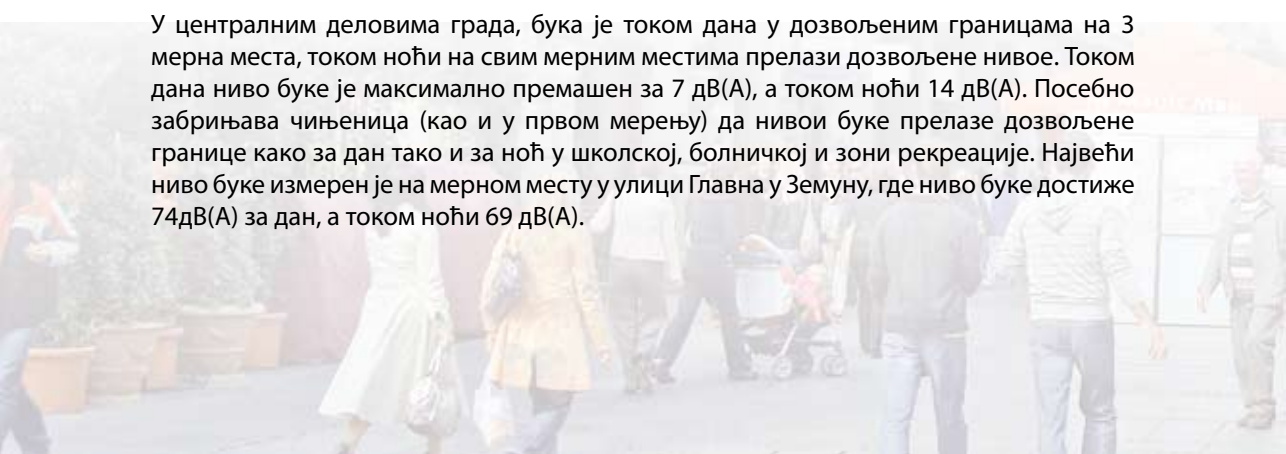 У централним деловима града, бука је током дана у дозвољеним границама на 3
мерна места, током ноћи на свим мерним местима прелази дозвољене нивое. Током
дана ниво буке је максимално премашен за 7 дВ(А), а током ноћи 14 дВ(А). Посебно
забрињава чињеница (као и у првом мерењу) да нивои буке прелазе дозвољене
границе како за дан тако и за ноћ у школској, болничкој и зони рекреације. Највећи
ниво буке измерен је на мерном месту у улици Главна у Земуну, где ниво буке достиже
74дВ(А) за дан, а током ноћи 69 дВ(А).